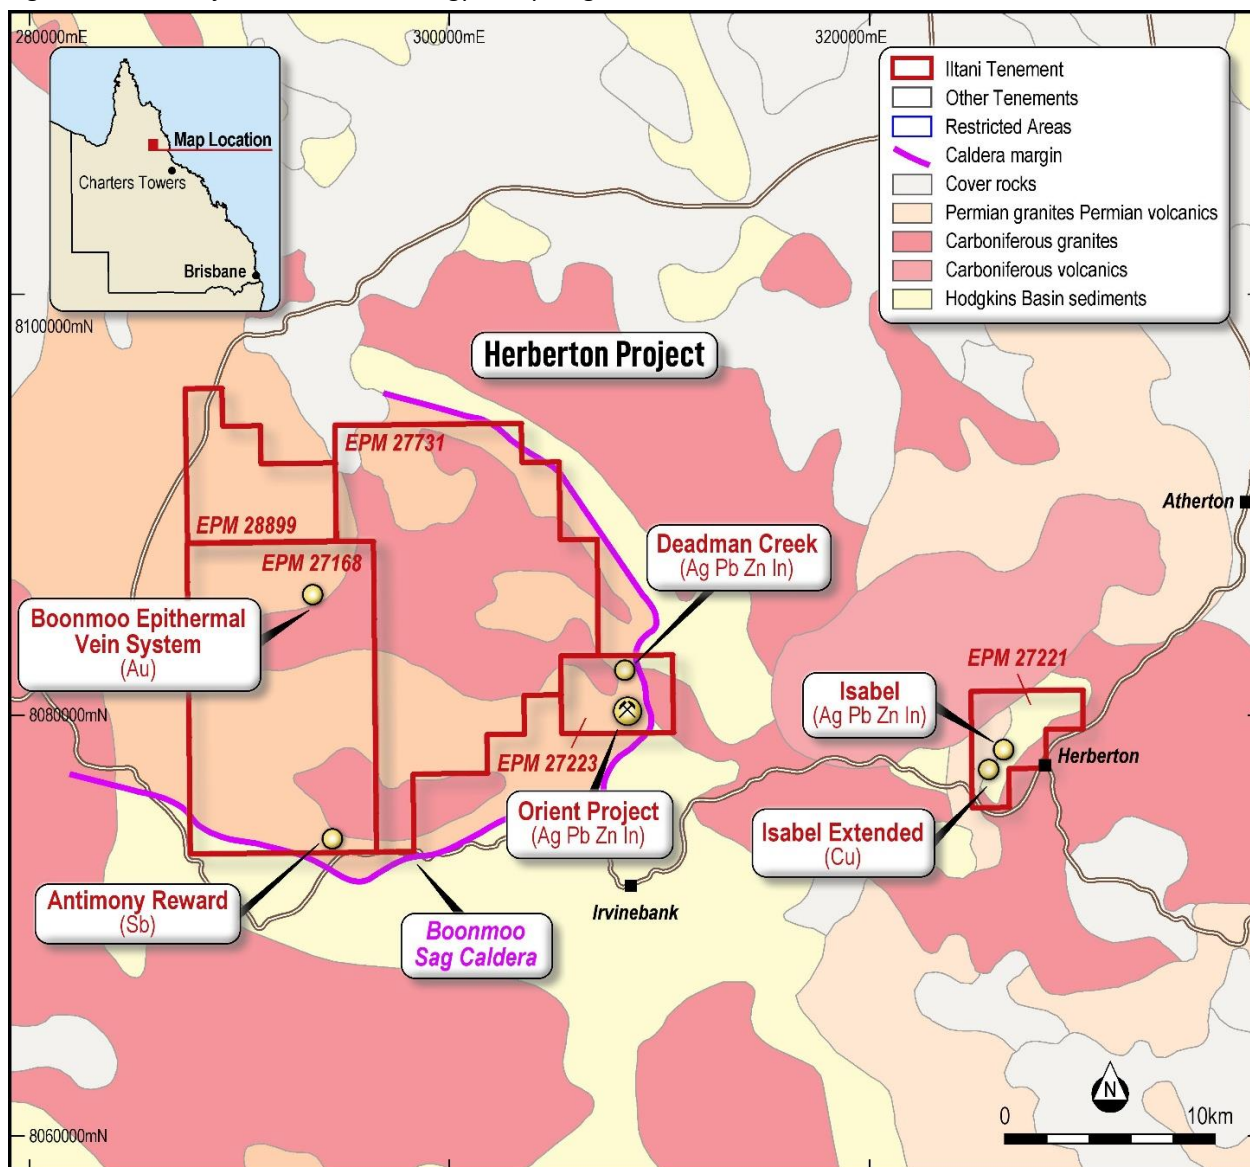 280000mE
300000mE
320000mE
Map Location
Charters Towers
Brisbane
Iltani Tenement
Other Tenements
Restricted Areas
Caldera margin
Cover rocks
Permian granites Permian volcanics
Carboniferous granites
Carboniferous volcanics
Hodgkins Basin sediments
8100000mN
Herberton Project
EPM 27731
Atherton
EPM 28899
EPM 27168
Deadman Creek
(Ag Pb Zn In)
Boonmoo Epithermal
Vein System
(Au)
EPM 27221
Isabel
(Ag Pb Zn In)
8080000mN
EPM 27223
Herberton
Orient Project
(Ag Pb Zn In)
Isabel Extended
(Cu)
Antimony Reward
(Sb)
Irvinebank
Boonmoo
Sag Caldera
N
0
10km
8060000mN